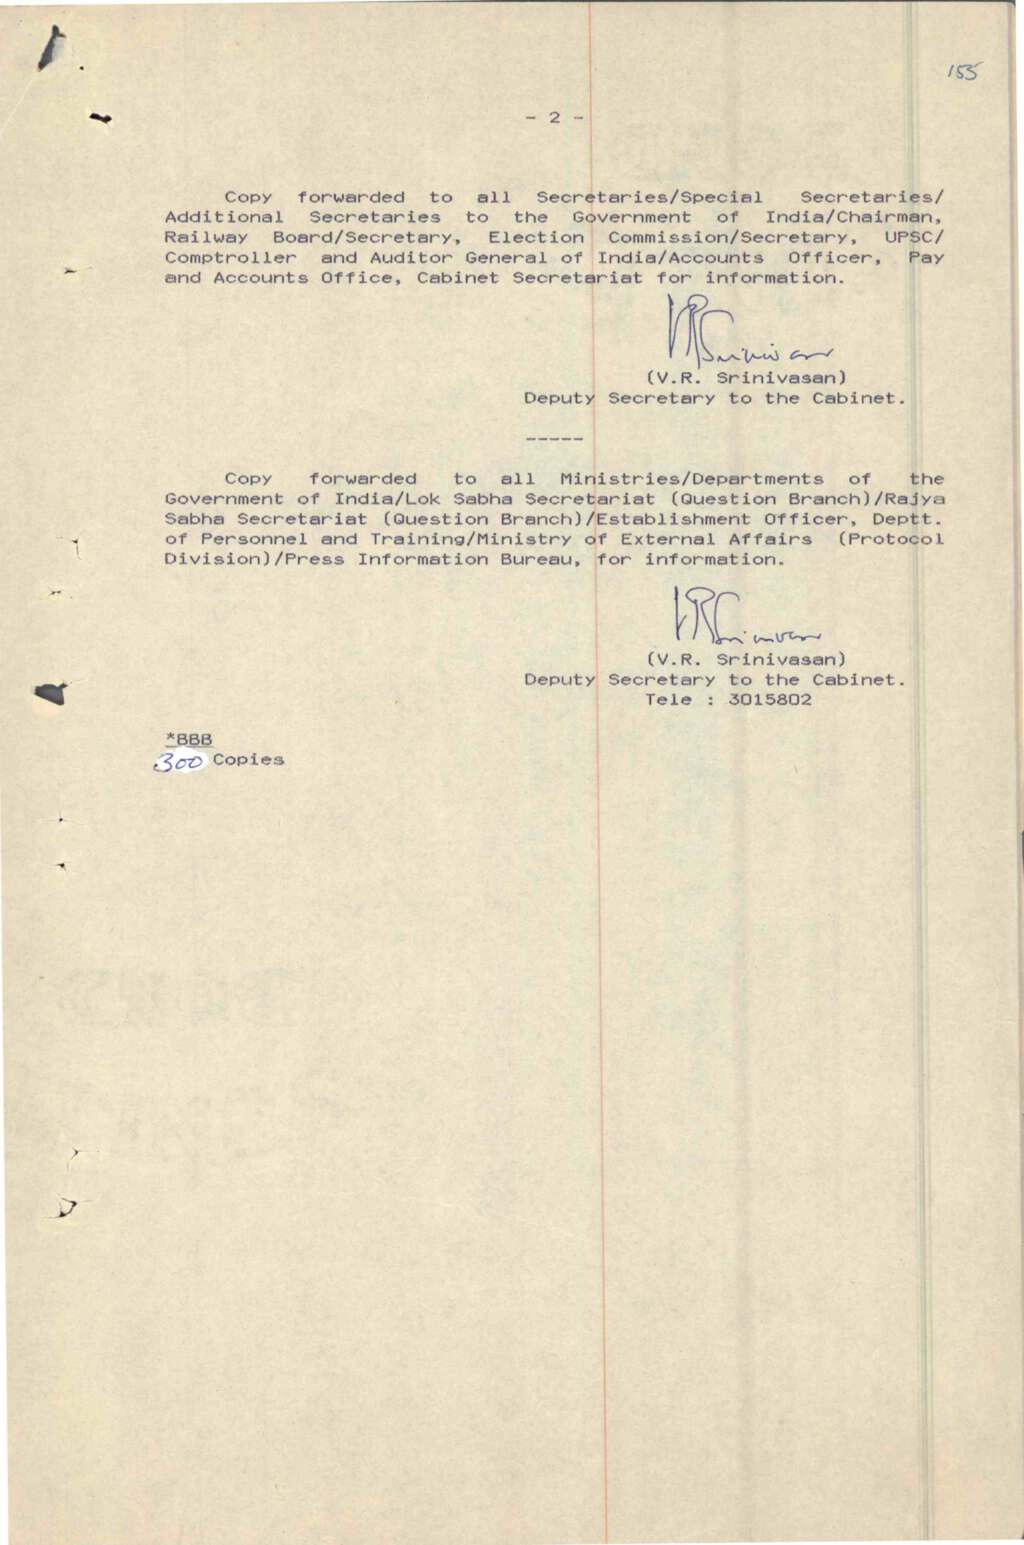 155
- 2 -
Copy forwarded to all Secretaries/Special Secretaries/
Additional Secretaries to the Government of India/Chairman,
Railway Board/Secretary, Election Commission/Secretary, UPSC/
Comptroller and Auditor General of India/Accounts Officer, Pay
and Accounts Office, Cabinet Secretariat for information.
VRSrinivasan
(V.R. Srinivasan)
Deputy Secretary to the Cabinet.
-----
Copy forwarded to all Ministries/Departments of the
Government of India/Lok Sabha Secretariat (Question Branch)/Rajya
Sabha Secretariat (Question Branch)/Establishment Officer, Deptt.
of Personnel and Training/Ministry of External Affairs (Protocol
Division)/Press Information Bureau, for information.
VRSrinivasan
(V.R. Srinivasan)
Deputy Secretary to the Cabinet.
Tele : 3015802
*BBB
300 Copies